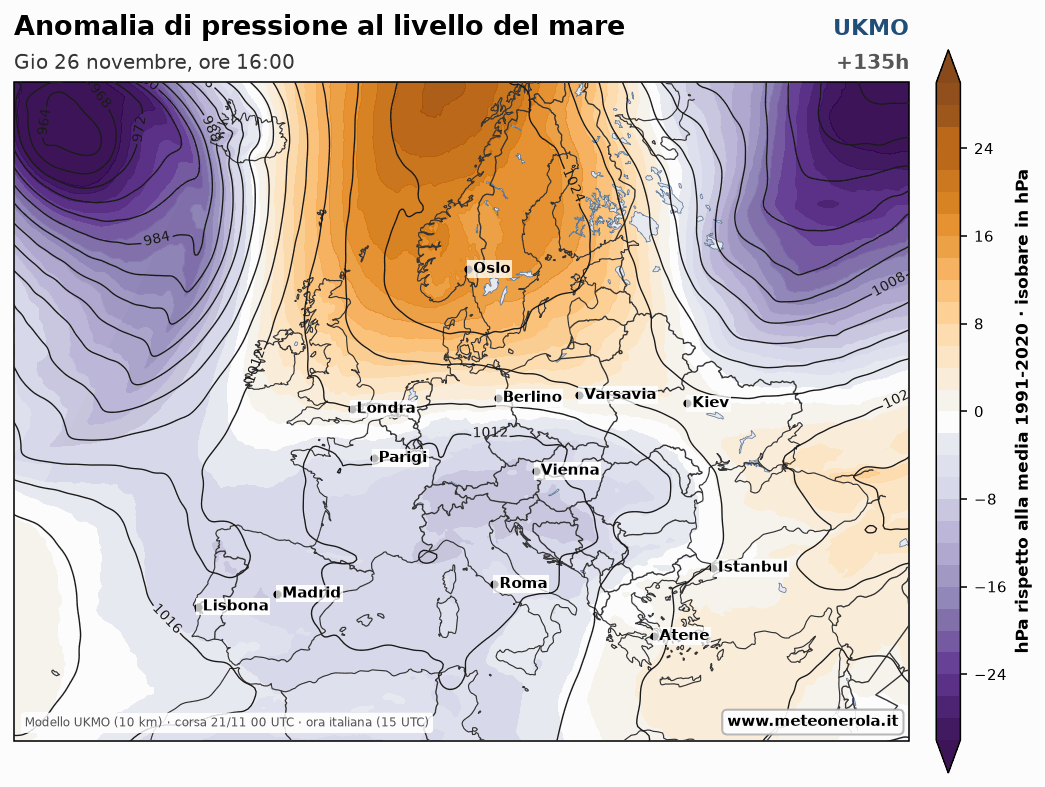 Anomalia di pressione al livello del mare
UKMO
Gio 26 novembre, ore 16:00
+135h
968
964
972
988
984
1024
1008
Oslo
1012
102
Londra
Berlino
Varsavia
Kiev
1012
Parigi
Vienna
Istanbul
Roma
Madrid
Lisbona
1016
Atene
24
16
8
0
−8
−16
−24
hPa rispetto alla media 1991-2020 · isobare in hPa
Modello UKMO (10 km) · corsa 21/11 00 UTC · ora italiana (15 UTC)
www.meteonerola.it